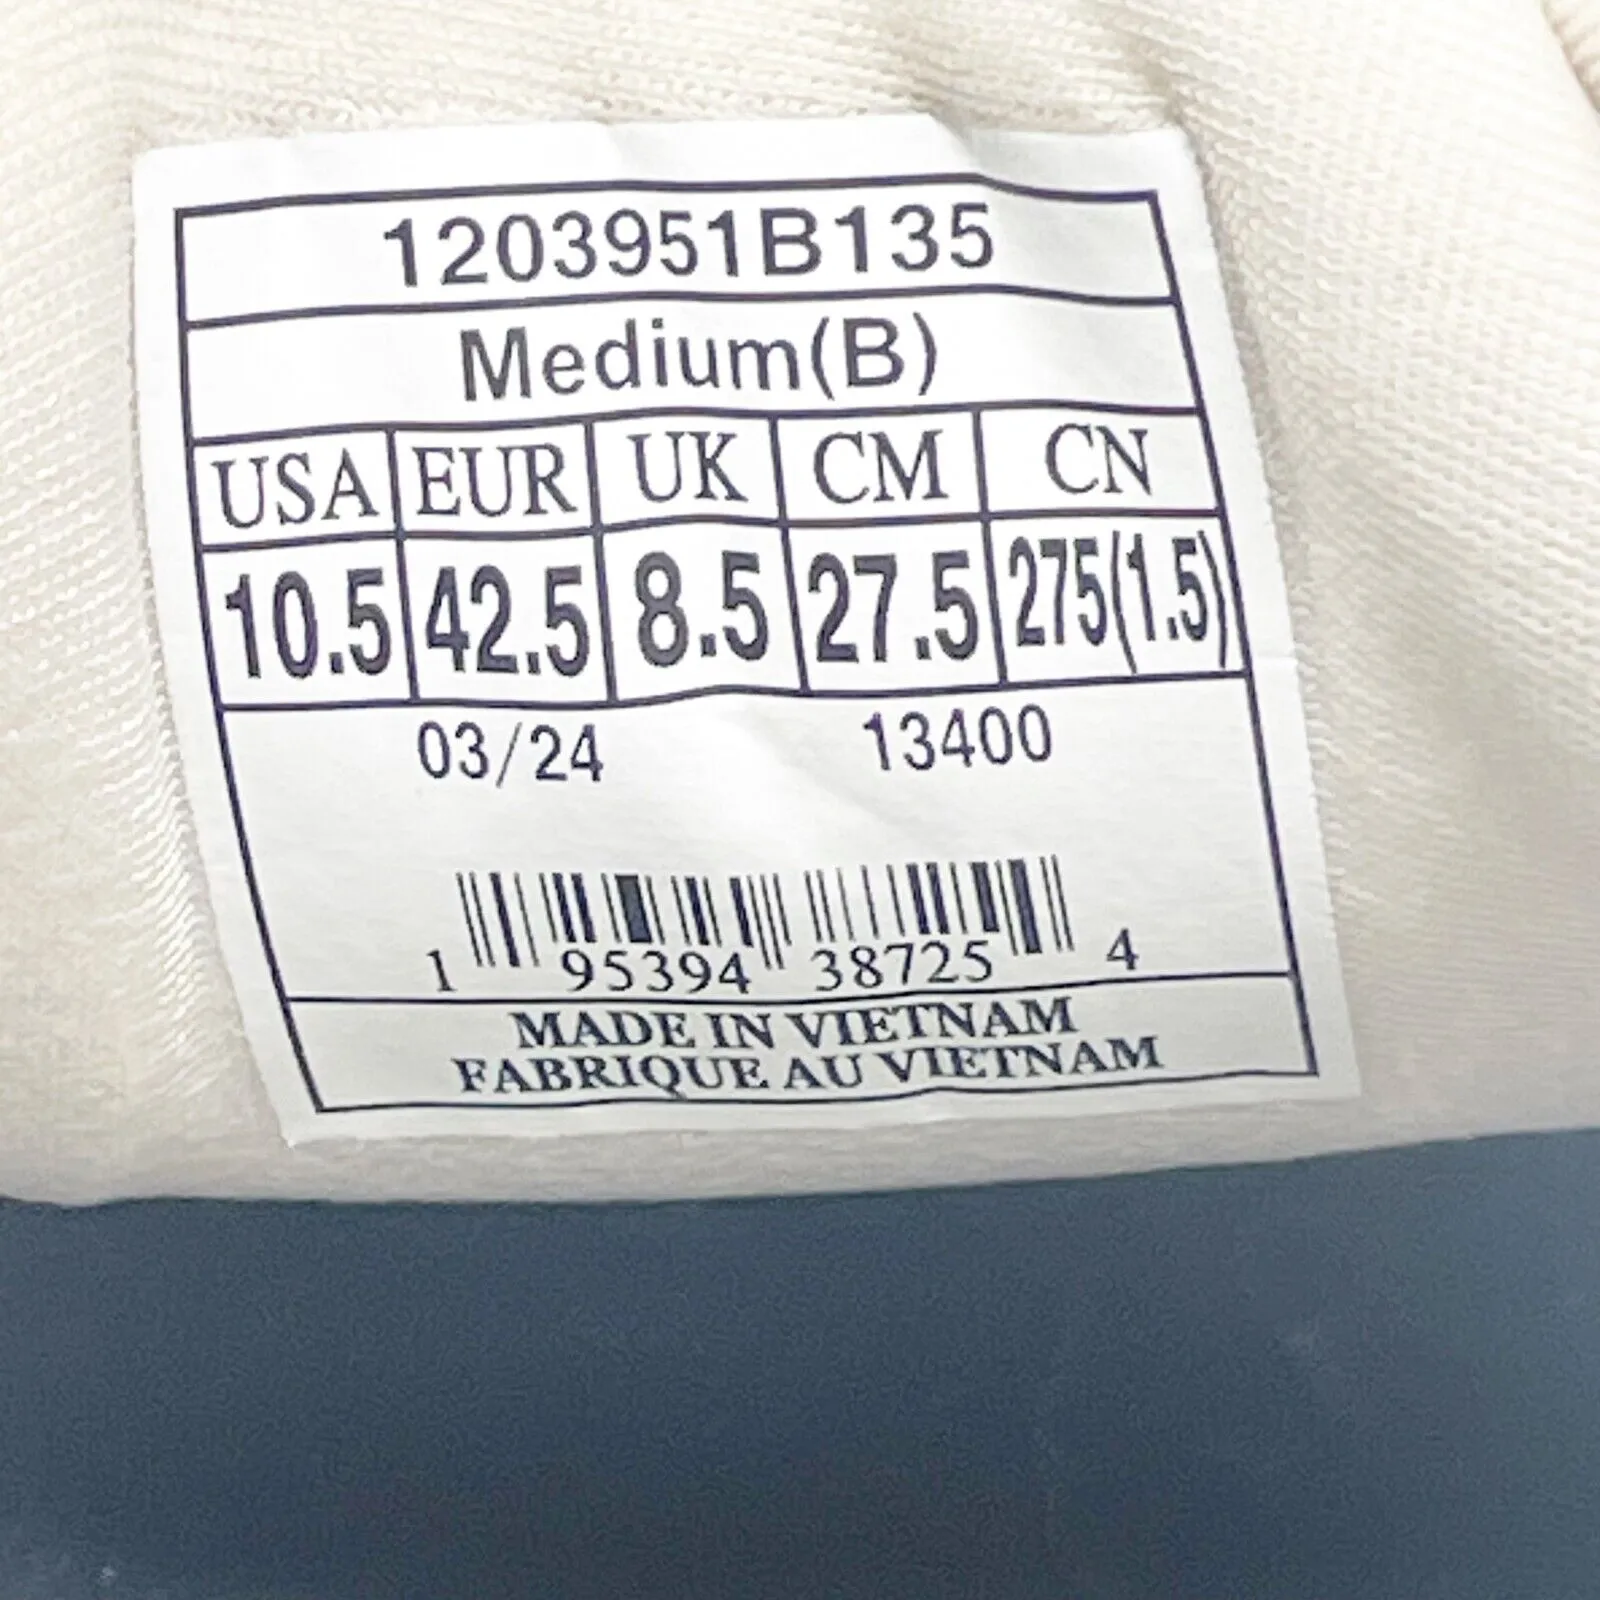 1203951B135
Medium(B)
USA EUR UK CM CN
10.5 42.5 8.5 27.5 275(1.5)
03/24 13400
1 95394 38725 4
MADE IN VIETNAM
FABRIQUE AU VIETNAM